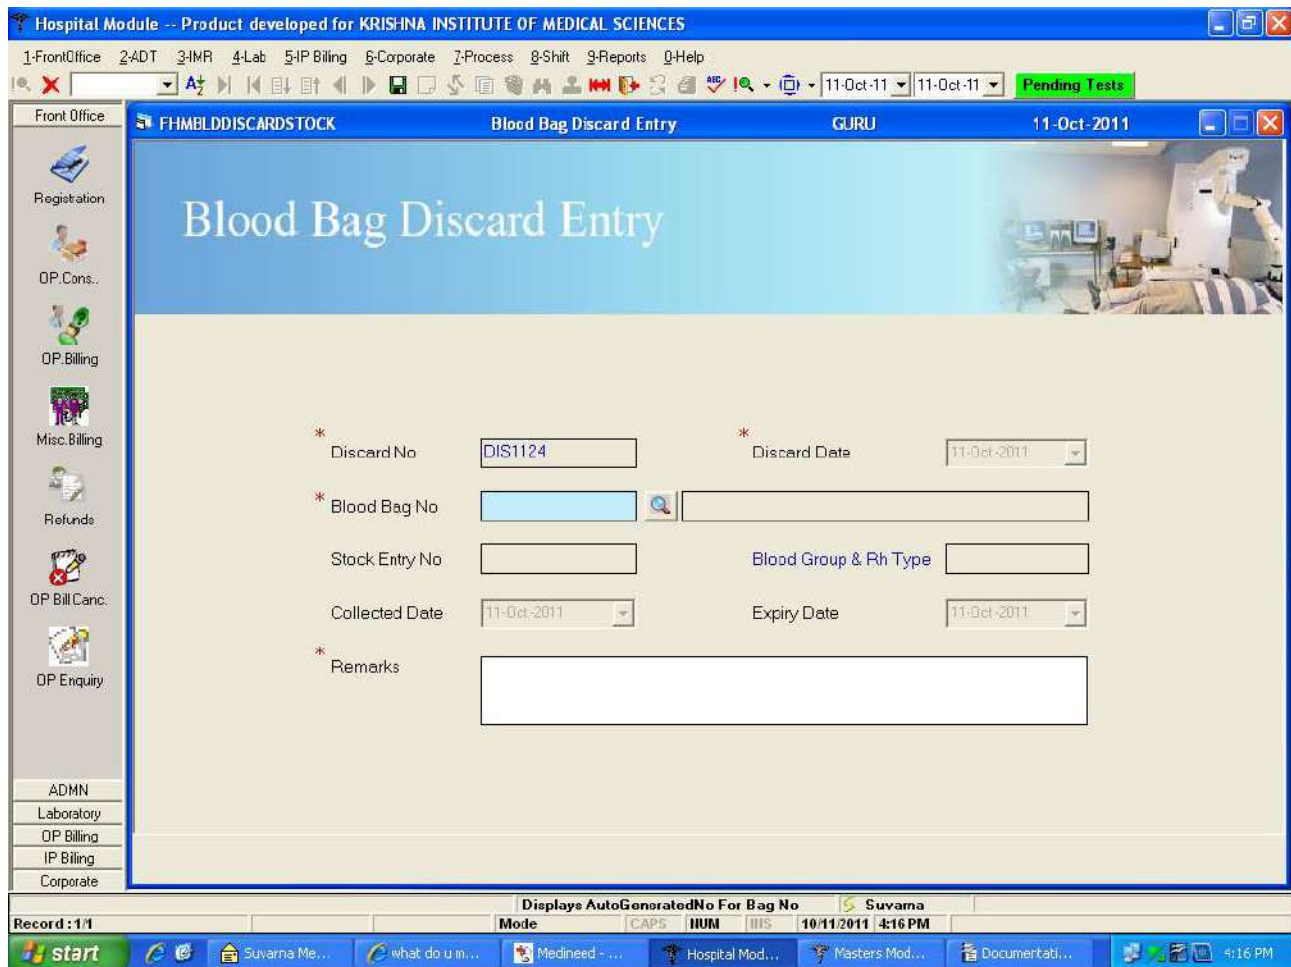 Hospital Module -- Product developed for KRISHNA INSTITUTE OF MEDICAL SCIENCES
1-FrontOffice 2-ADT 3-IMR 4-Lab 5-IP Billing 6-Corporate 7-Process 8-Shift 9-Reports 0-Help
11-Oct-11 11-Oct-11 Pending Tests
Front Office
FHMBLDDISCARDSTOCK Blood Bag Discard Entry GURU 11-Oct-2011
Registration
Blood Bag Discard Entry
OP.Cons..
OP.Billing
Misc.Billing
* Discard No DIS1124 * Discard Date 11-Oct-2011
* Blood Bag No
Refunds
Stock Entry No Blood Group & Rh Type
OP Bill Canc.
Collected Date 11-Oct-2011 Expiry Date 11-Oct-2011
* Remarks
OP Enquiry
ADMN
Laboratory
OP Billing
IP Billing
Corporate
Displays AutoGeneratedNo For Bag No Suvarna
Record : 1/1 Mode CAPS NUM INS 10/11/2011 4:16 PM
start Suvarna Me... what do u m... Medineed - ... Hospital Mod... Masters Mod... Documentati... 4:16 PM